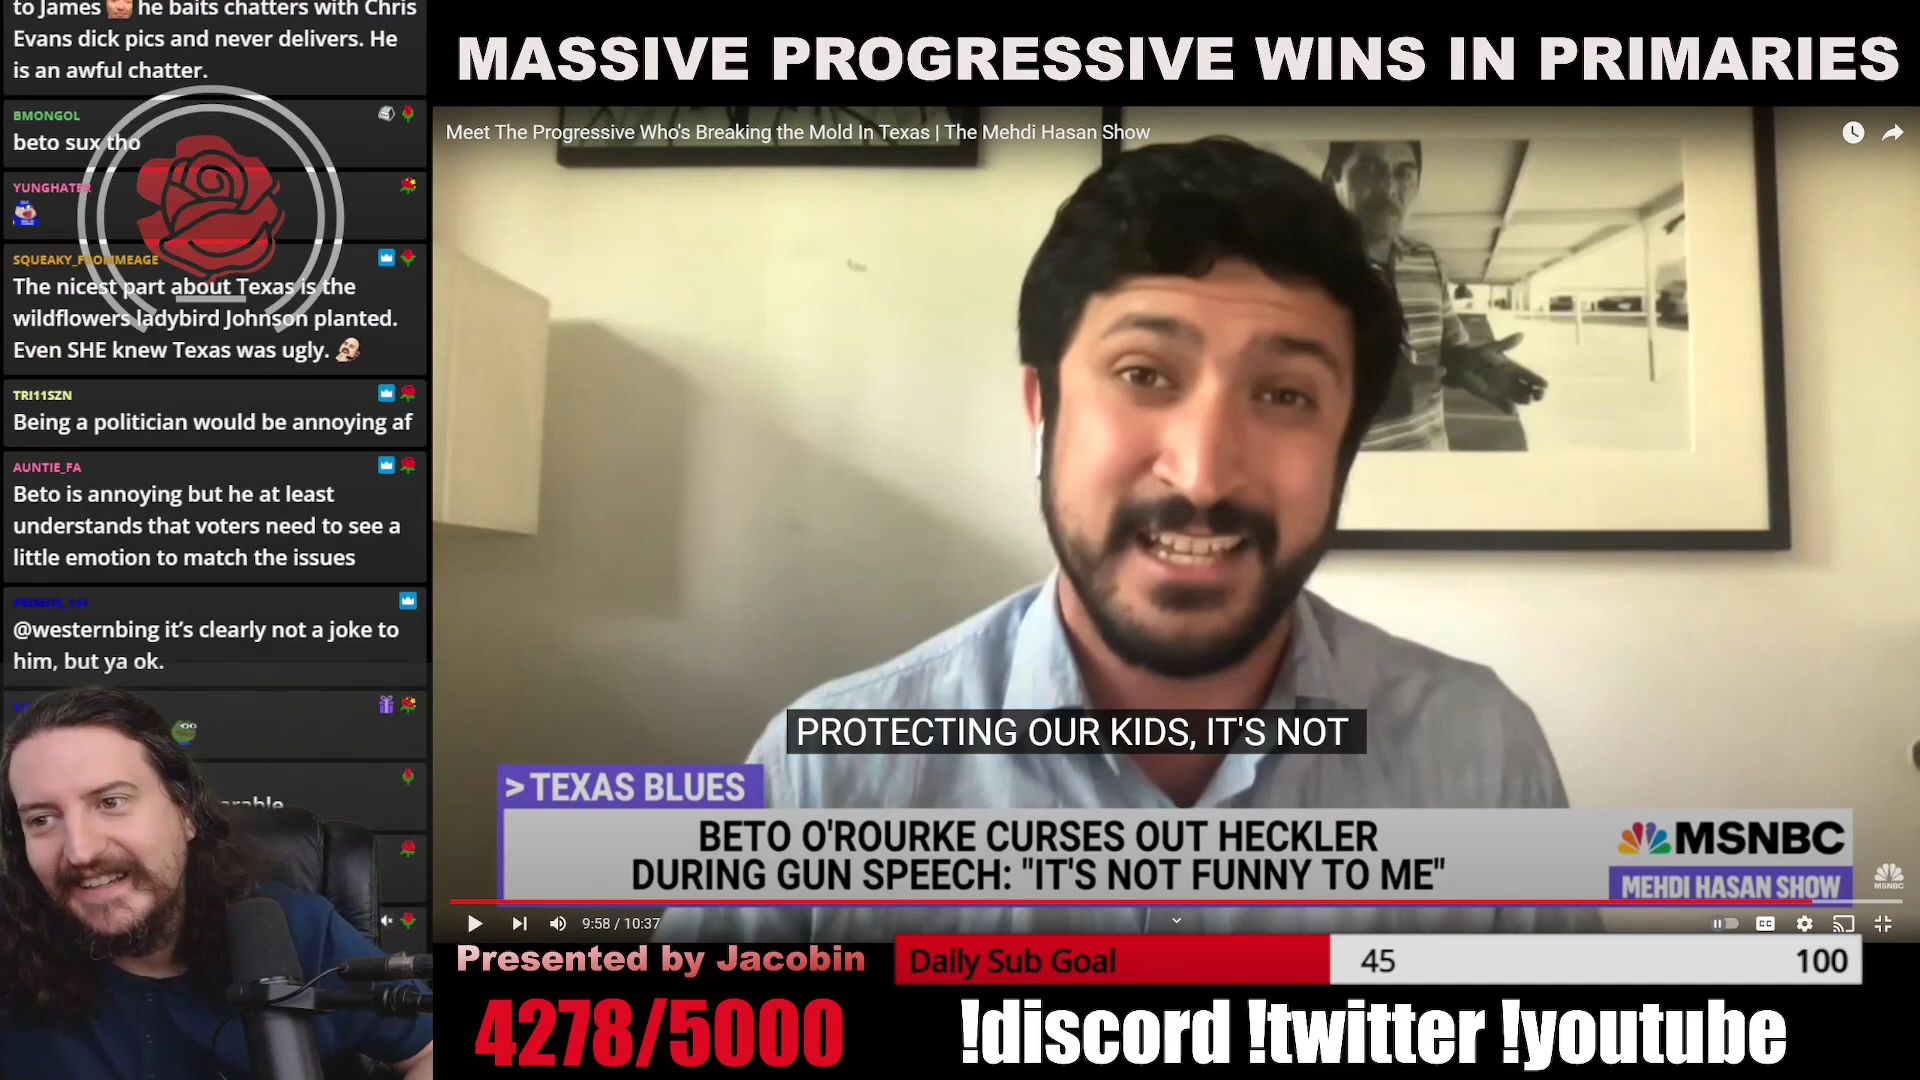 to James he baits chatters with Chris
Evans dick pics and never delivers. He
is an awful chatter.
BMONGOL
beto sux tho
YUNGHATER
SQUEAKY_FROMMEAGE
The nicest part about Texas is the
wildflowers ladybird Johnson planted.
Even SHE knew Texas was ugly.
TRI11SZN
Being a politician would be annoying af
AUNTIE_FA
Beto is annoying but he at least
understands that voters need to see a
little emotion to match the issues
@westernbing it's clearly not a joke to
him, but ya ok.
MASSIVE PROGRESSIVE WINS IN PRIMARIES
Meet The Progressive Who's Breaking the Mold In Texas | The Mehdi Hasan Show
PROTECTING OUR KIDS, IT'S NOT
>TEXAS BLUES
BETO O'ROURKE CURSES OUT HECKLER
DURING GUN SPEECH: "IT'S NOT FUNNY TO ME"
MSNBC
MEHDI HASAN SHOW
MSNBC
9:58 / 10:37
CC
Presented by Jacobin
Daily Sub Goal 45 100
4278/5000
!discord !twitter !youtube